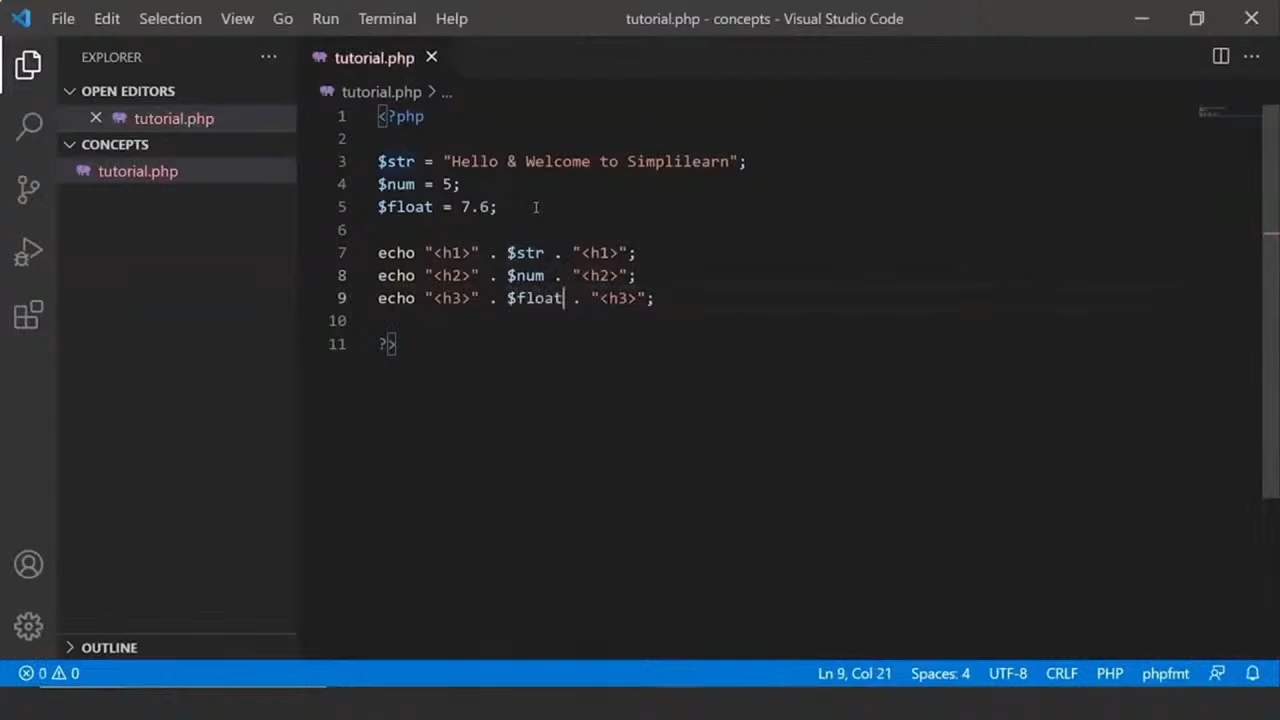 File Edit Selection View Go Run Terminal Help tutorial.php - concepts - Visual Studio Code
EXPLORER ...
OPEN EDITORS
tutorial.php
CONCEPTS
tutorial.php
OUTLINE
tutorial.php
tutorial.php > ...
1 <?php
2
3 $str = "Hello & Welcome to Simplilearn";
4 $num = 5;
5 $float = 7.6;
6
7 echo "<h1>" . $str . "<h1>";
8 echo "<h2>" . $num . "<h2>";
9 echo "<h3>" . $float . "<h3>";
10
11 ?>
0 0 Ln 9, Col 21 Spaces: 4 UTF-8 CRLF PHP phpfmt